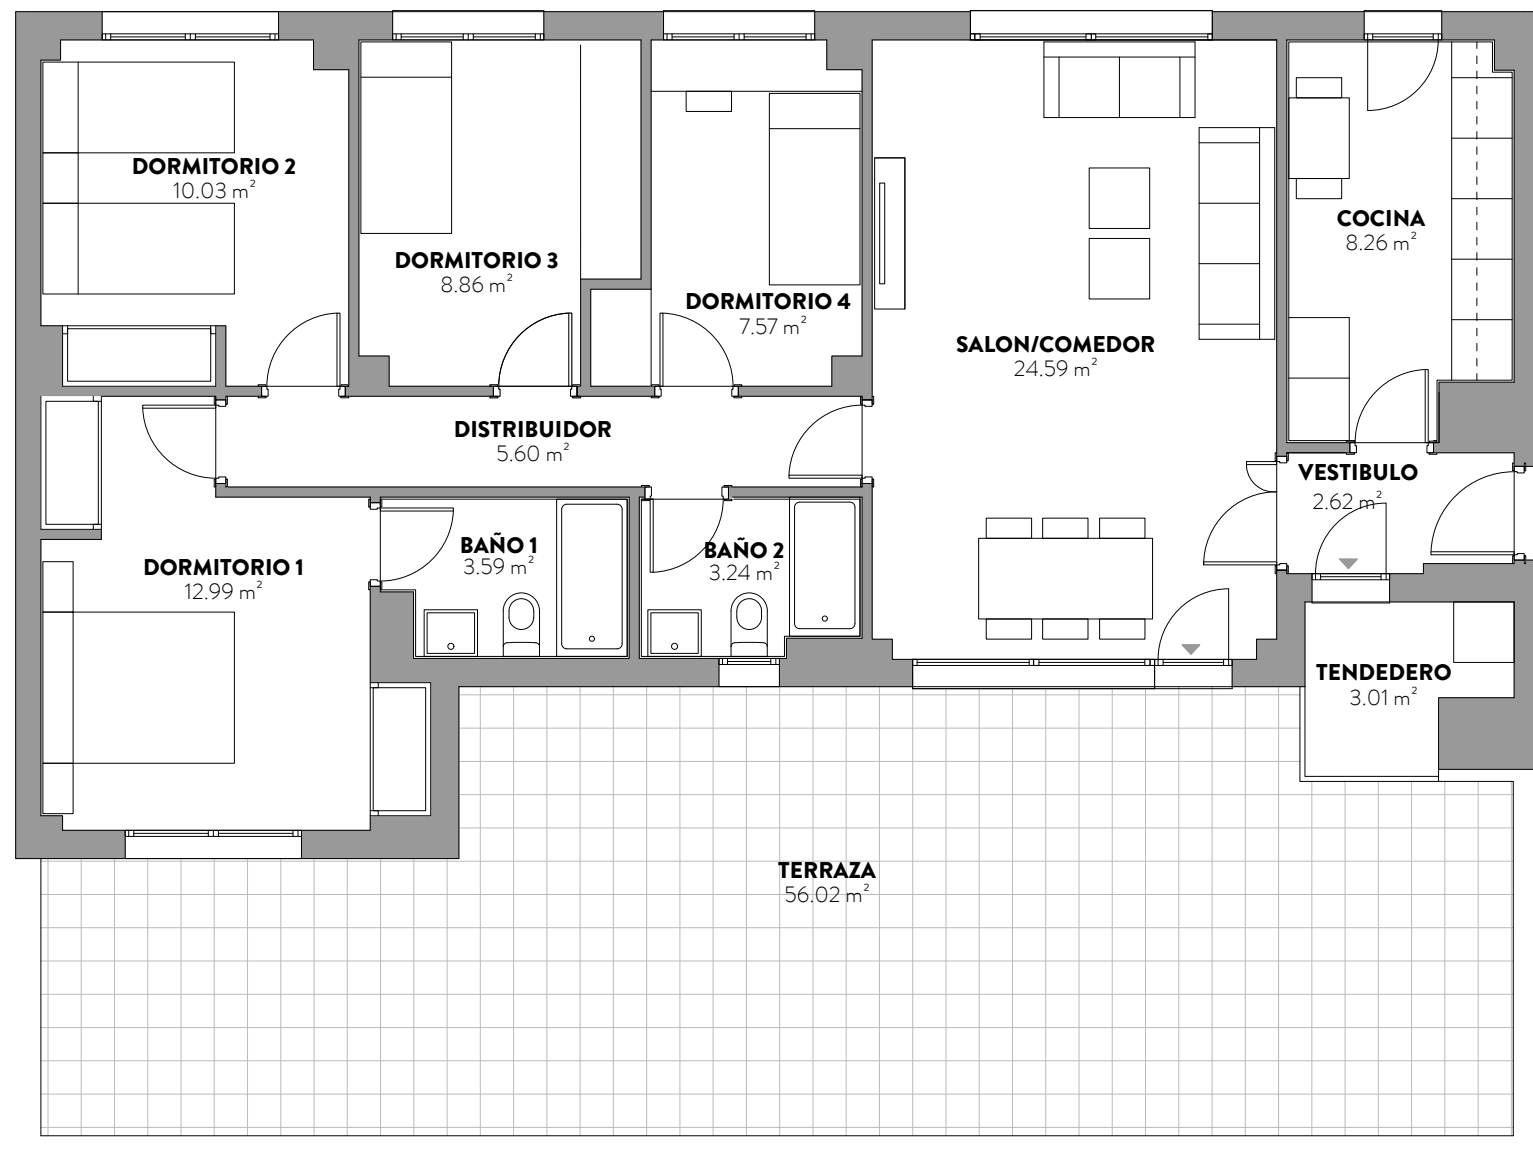 DORMITORIO 2
10.03 m²
DORMITORIO 3
8.86 m²
DORMITORIO 4
7.57 m²
SALON/COMEDOR
24.59 m²
COCINA
8.26 m²
DISTRIBUIDOR
5.60 m²
VESTIBULO
2.62 m²
DORMITORIO 1
12.99 m²
BAÑO 1
3.59 m²
BAÑO 2
3.24 m²
TENDEDERO
3.01 m²
TERRAZA
56.02 m²